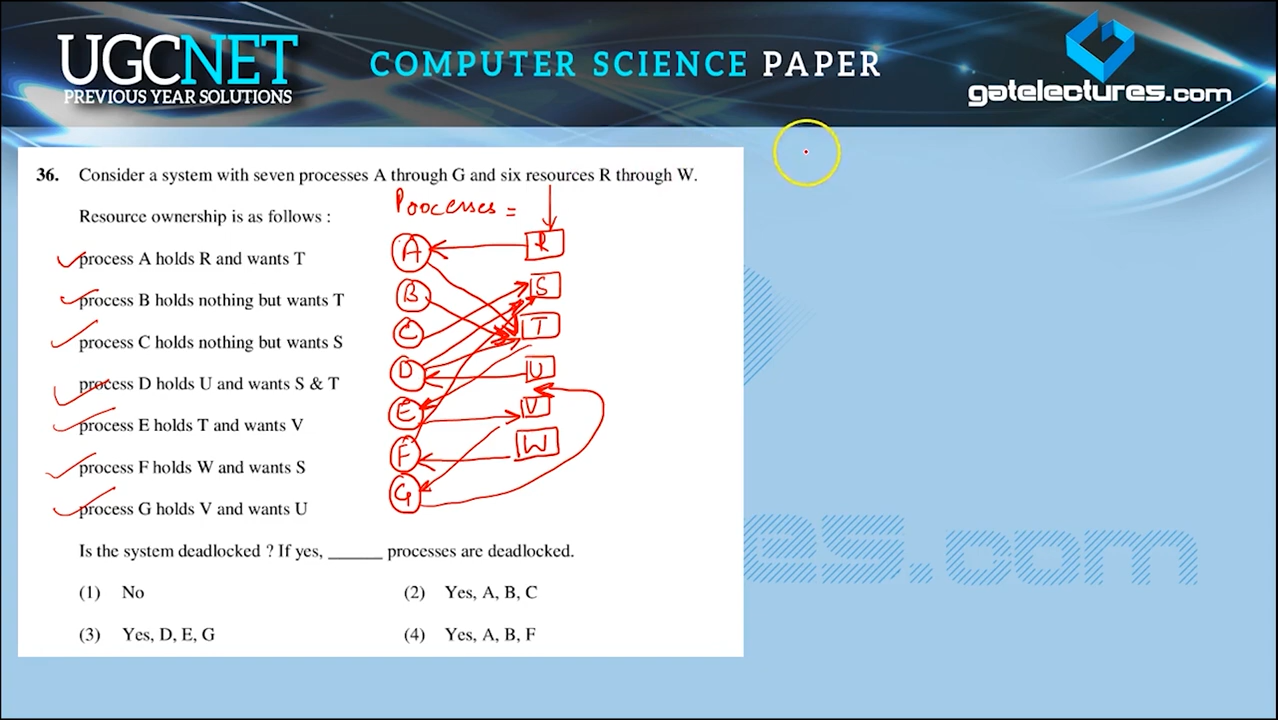 UGCNET
PREVIOUS YEAR SOLUTIONS
COMPUTER SCIENCE PAPER
gatelectures.com
36. Consider a system with seven processes A through G and six resources R through W.
Resource ownership is as follows :
process A holds R and wants T
process B holds nothing but wants T
process C holds nothing but wants S
process D holds U and wants S & T
process E holds T and wants V
process F holds W and wants S
process G holds V and wants U
Is the system deadlocked ? If yes, ______ processes are deadlocked.
(1) No (2) Yes, A, B, C
(3) Yes, D, E, G (4) Yes, A, B, F
Processes =
A R
B S
C T
D U
E V
F W
G
es.com